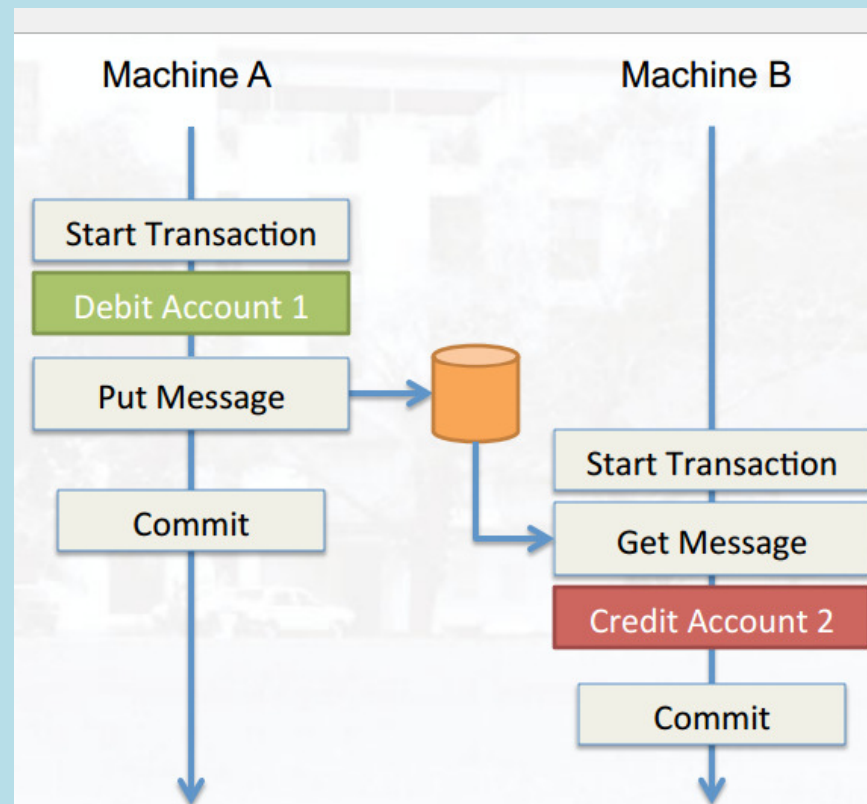 Machine A
Machine B
Start Transaction
Debit Account 1
Put Message
Commit
Start Transaction
Get Message
Credit Account 2
Commit